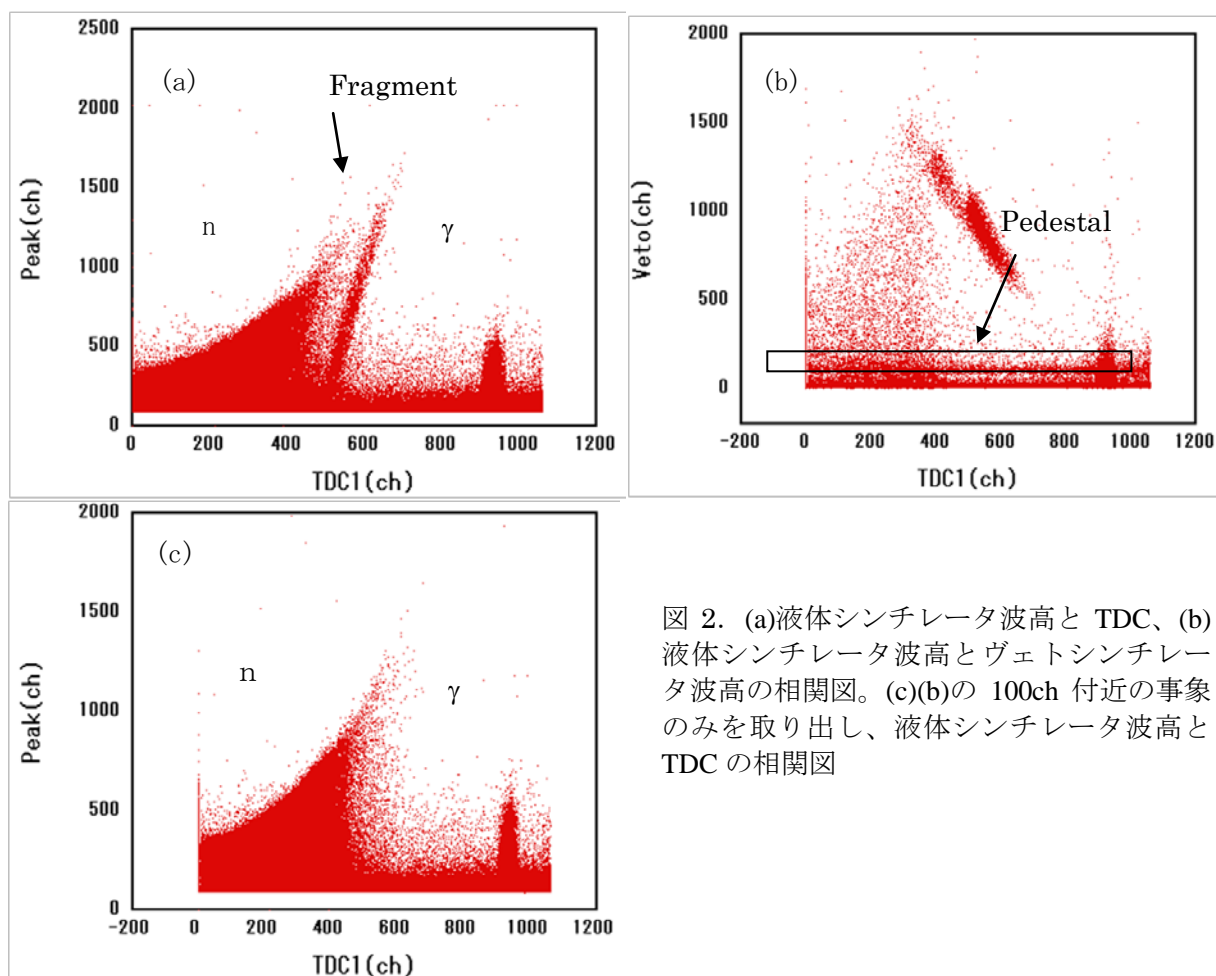 2500
2000
1500
1000
500
0
Peak(ch)
(a)
Fragment
n
γ
0 200 400 600 800 1000 1200
TDC1(ch)
2000
1500
1000
500
0
Veto(ch)
(b)
Pedestal
-200 0 200 400 600 800 1000 1200
TDC1(ch)
2000
1500
1000
500
0
Peak(ch)
(c)
n
γ
-200 0 200 400 600 800 1000 1200
TDC1(ch)
図 2. (a)液体シンチレータ波高と TDC、(b)
液体シンチレータ波高とヴェトシンチレー
タ波高の相関図。(c)(b)の 100ch 付近の事象
のみを取り出し、液体シンチレータ波高と
TDC の相関図